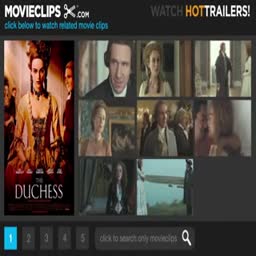 MOVIECLIPS .COM WATCH HOTTRAILERS!
click below to watch related movie clips
THE
DUCHESS
1 2 3 4 5 click to search only movieclips